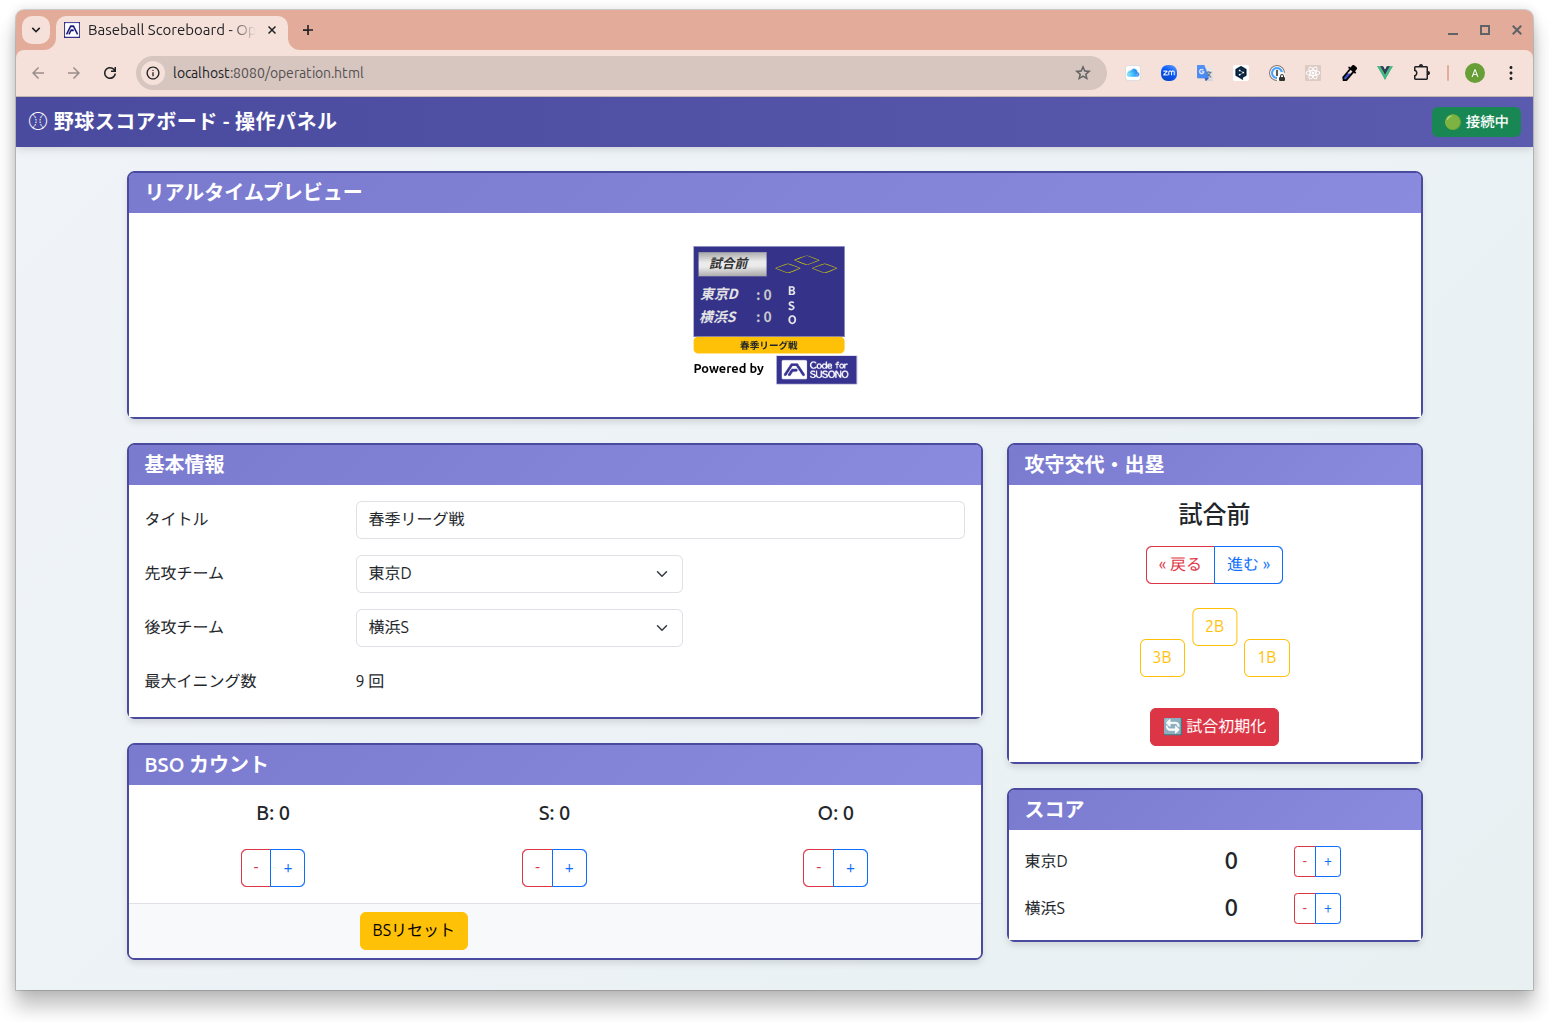 Baseball Scoreboard - Op
localhost:8080/operation.html
zm
A
野球スコアボード - 操作パネル
接続中
リアルタイムプレビュー
試合前
東京D : 0 B
S
横浜S : 0 O
春季リーグ戦
Powered by Code for SUSONO
基本情報
タイトル 春季リーグ戦
先攻チーム 東京D
後攻チーム 横浜S
最大イニング数 9 回
BSO カウント
B: 0 S: 0 O: 0
- + - + - +
BSリセット
攻守交代・出塁
試合前
« 戻る 進む »
2B
3B 1B
試合初期化
スコア
東京D 0 - +
横浜S 0 - +